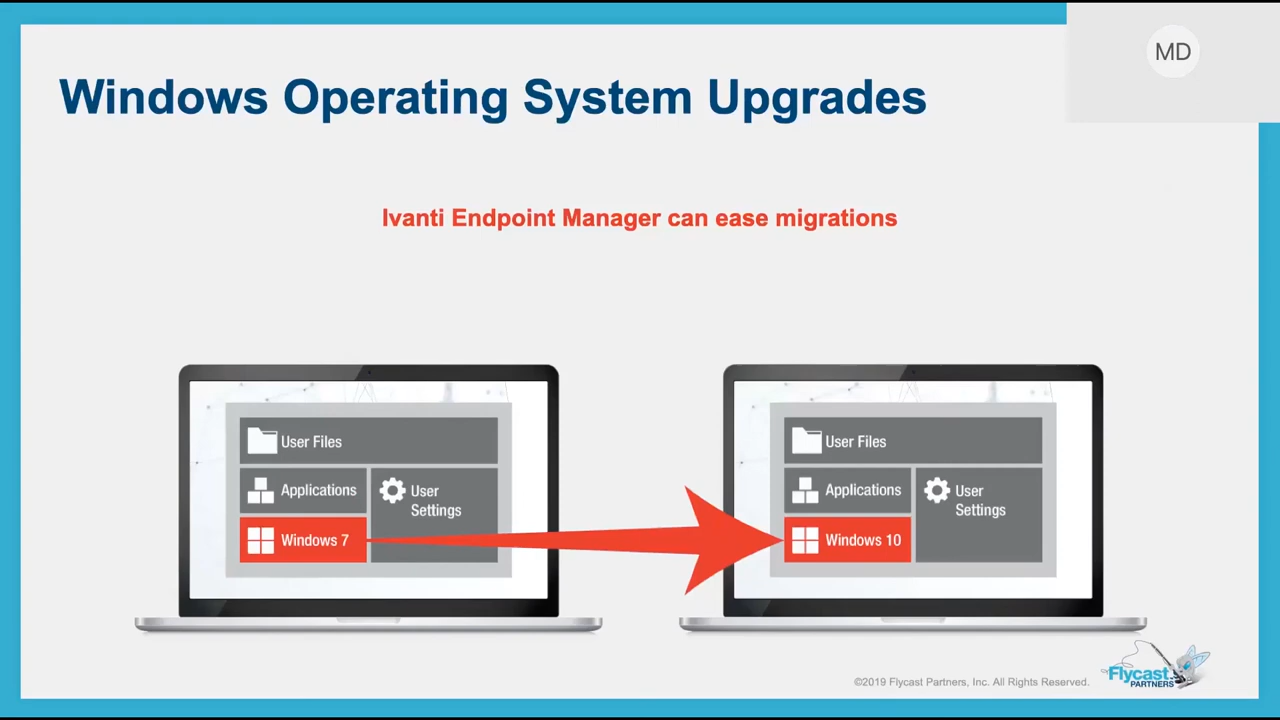 MD
Windows Operating System Upgrades
Ivanti Endpoint Manager can ease migrations
User Files
Applications
User
Settings
Windows 7
User Files
Applications
User
Settings
Windows 10
©2019 Flycast Partners, Inc. All Rights Reserved.
Flycast
PARTNERS